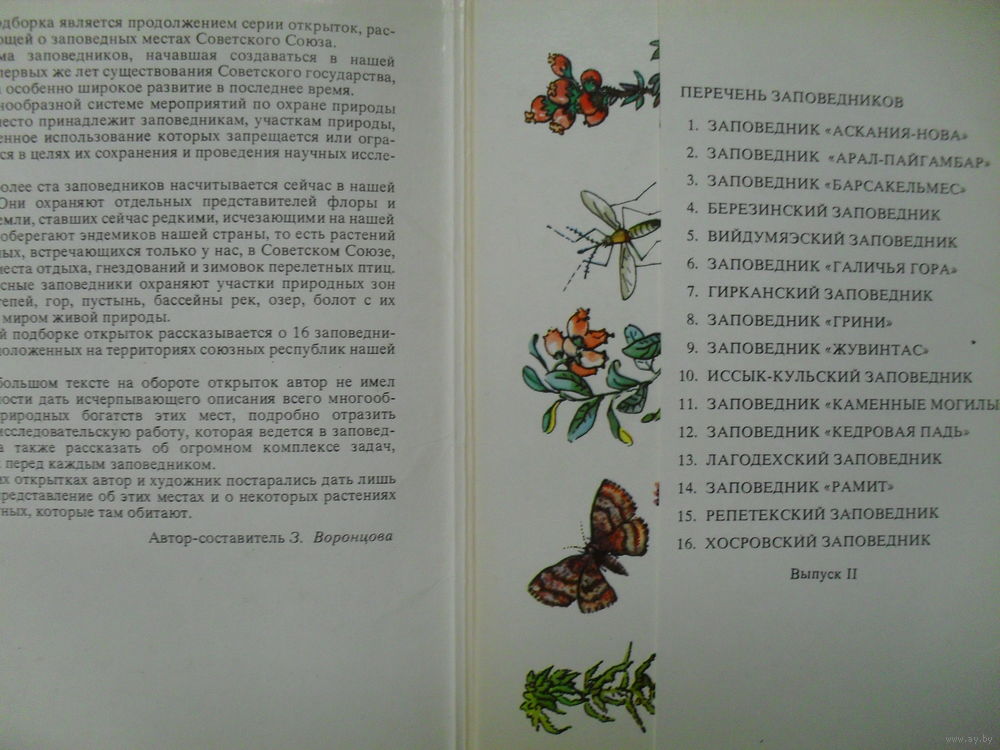 одборка является продолжением серии открыток, рас-
ющей о заповедных местах Советского Союза.
ма заповедников, начавшая создаваться в нашей
первых же лет существования Советского государства,
особенно широкое развитие в последнее время.
нообразной системе мероприятий по охране природы
место принадлежит заповедникам, участкам природы,
енное использование которых запрещается или огра-
ся в целях их сохранения и проведения научных иссле-
олее ста заповедников насчитывается сейчас в нашей
Они охраняют отдельных представителей флоры и
емли, ставших сейчас редкими, исчезающими на нашей
оберегают эндемиков нашей страны, то есть растений
ных, встречающихся только у нас, в Советском Союзе,
места отдыха, гнездований и зимовок перелетных птиц.
сные заповедники охраняют участки природных зон
тепей, гор, пустынь, бассейны рек, озер, болот с их
миром живой природы.
й подборке открыток рассказывается о 16 заповедни-
положенных на территориях союзных республик нашей
большом тексте на обороте открыток автор не имел
ности дать исчерпывающего описания всего многооб-
природных богатств этих мест, подробно отразить
исследовательскую работу, которая ведется в заповед-
а также рассказать об огромном комплексе задач,
перед каждым заповедником.
их открытках автор и художник постарались дать лишь
представление об этих местах и о некоторых растениях
тных, которые там обитают.
Автор-составитель З. Воронцова
ПЕРЕЧЕНЬ ЗАПОВЕДНИКОВ
1. ЗАПОВЕДНИК «АСКАНИЯ-НОВА»
2. ЗАПОВЕДНИК «АРАЛ-ПАЙГАМБАР»
3. ЗАПОВЕДНИК «БАРСАКЕЛЬМЕС»
4. БЕРЕЗИНСКИЙ ЗАПОВЕДНИК
5. ВИЙДУМЯЭСКИЙ ЗАПОВЕДНИК
6. ЗАПОВЕДНИК «ГАЛИЧЬЯ ГОРА»
7. ГИРКАНСКИЙ ЗАПОВЕДНИК
8. ЗАПОВЕДНИК «ГРИНИ»
9. ЗАПОВЕДНИК «ЖУВИНТАС»
10. ИССЫК-КУЛЬСКИЙ ЗАПОВЕДНИК
11. ЗАПОВЕДНИК «КАМЕННЫЕ МОГИЛЫ
12. ЗАПОВЕДНИК «КЕДРОВАЯ ПАДЬ»
13. ЛАГОДЕХСКИЙ ЗАПОВЕДНИК
14. ЗАПОВЕДНИК «РАМИТ»
15. РЕПЕТЕКСКИЙ ЗАПОВЕДНИК
16. ХОСРОВСКИЙ ЗАПОВЕДНИК
Выпуск II
www.ay.by